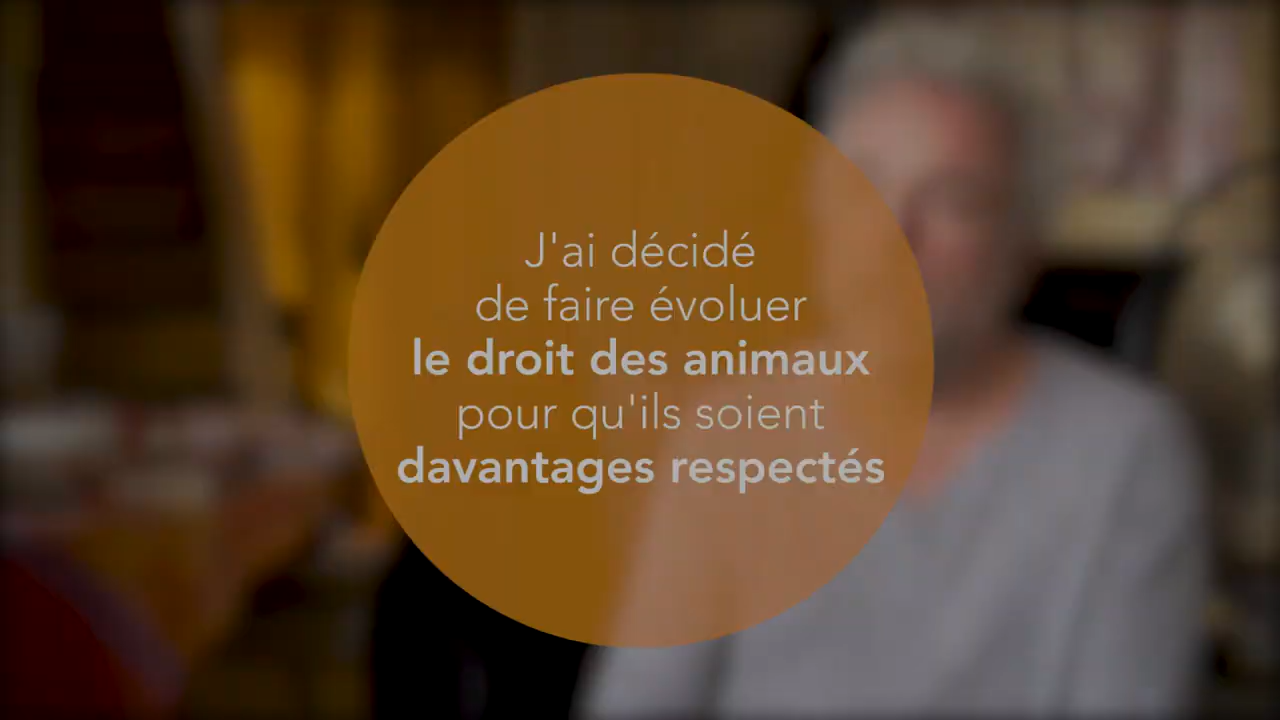 J'ai décidé
de faire évoluer
le droit des animaux
pour qu'ils soient
davantages respectés